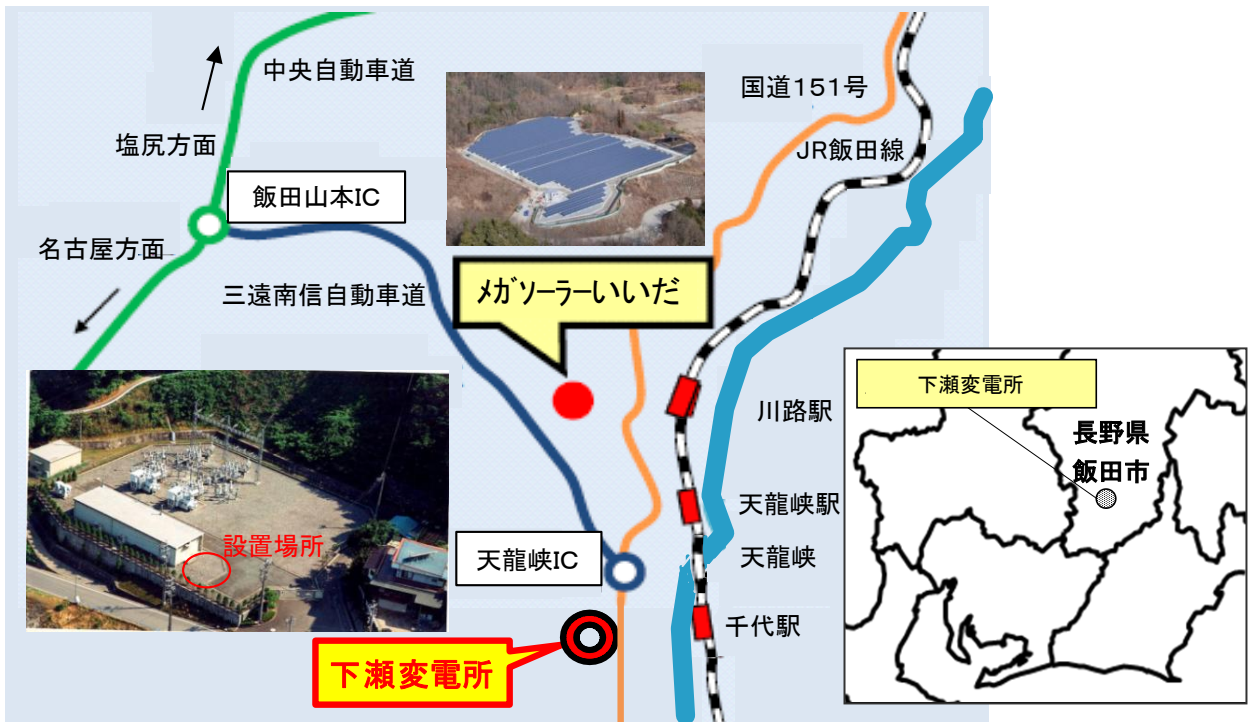 中央自動車道
塩尻方面
飯田山本IC
名古屋方面
三遠南信自動車道
国道151号
JR飯田線
ﾒｶﾞソーラーいいだ
川路駅
天龍峡駅
天龍峡
天龍峡IC
千代駅
設置場所
下瀬変電所
下瀬変電所
長野県
飯田市